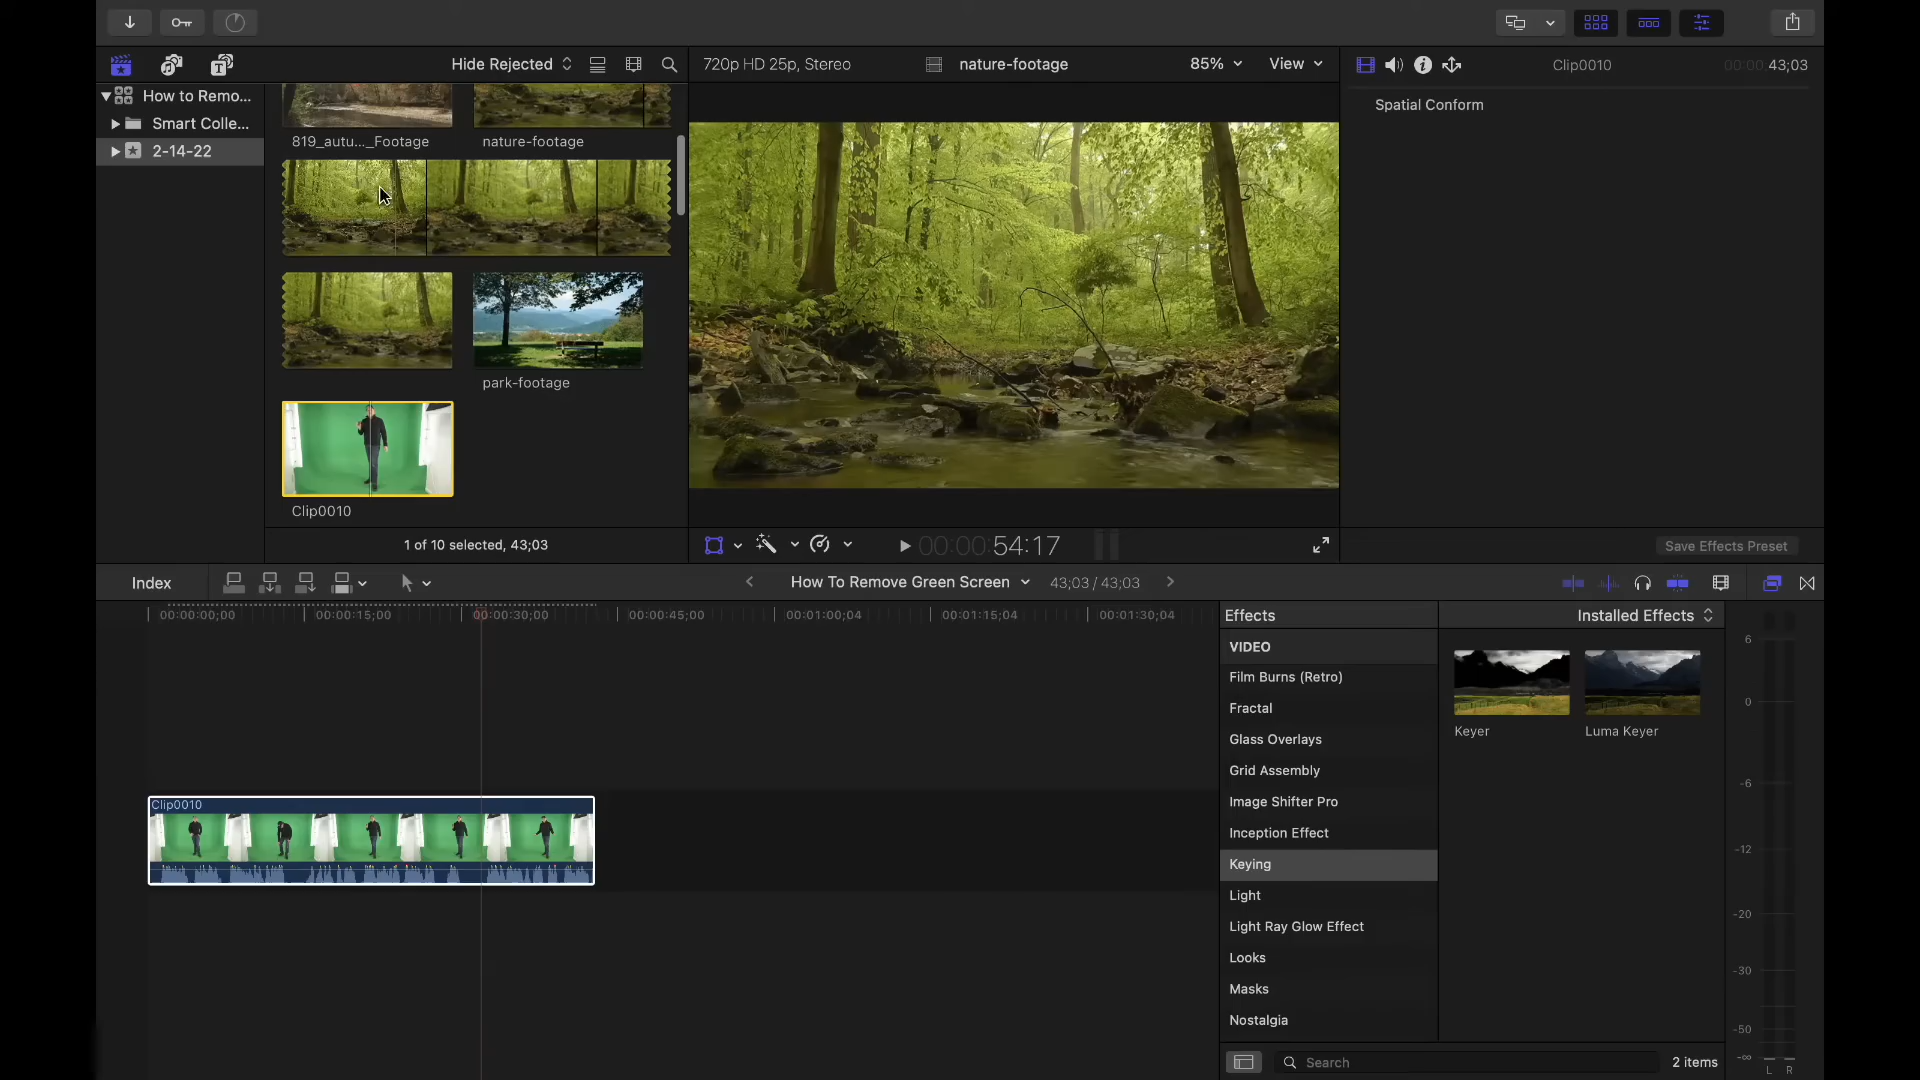 Hide Rejected
720p HD 25p, Stereo
nature-footage
85%
View
Clip0010
00:00 43;03
How to Remo...
Smart Colle...
2-14-22
819_autu..._Footage
nature-footage
park-footage
Clip0010
1 of 10 selected, 43;03
Spatial Conform
00:00:54:17
Save Effects Preset
Index
How To Remove Green Screen
43;03 / 43;03
00:00:00;00
00:00:15;00
00:00:30;00
00:00:45;00
00:01:00;04
00:01:15;04
00:01:30;04
Clip0010
Effects
Installed Effects
VIDEO
Film Burns (Retro)
Fractal
Glass Overlays
Grid Assembly
Image Shifter Pro
Inception Effect
Keying
Light
Light Ray Glow Effect
Looks
Masks
Nostalgia
Keyer
Luma Keyer
Search
2 items
6
0
-6
-12
-20
-30
-50
-∞
L R